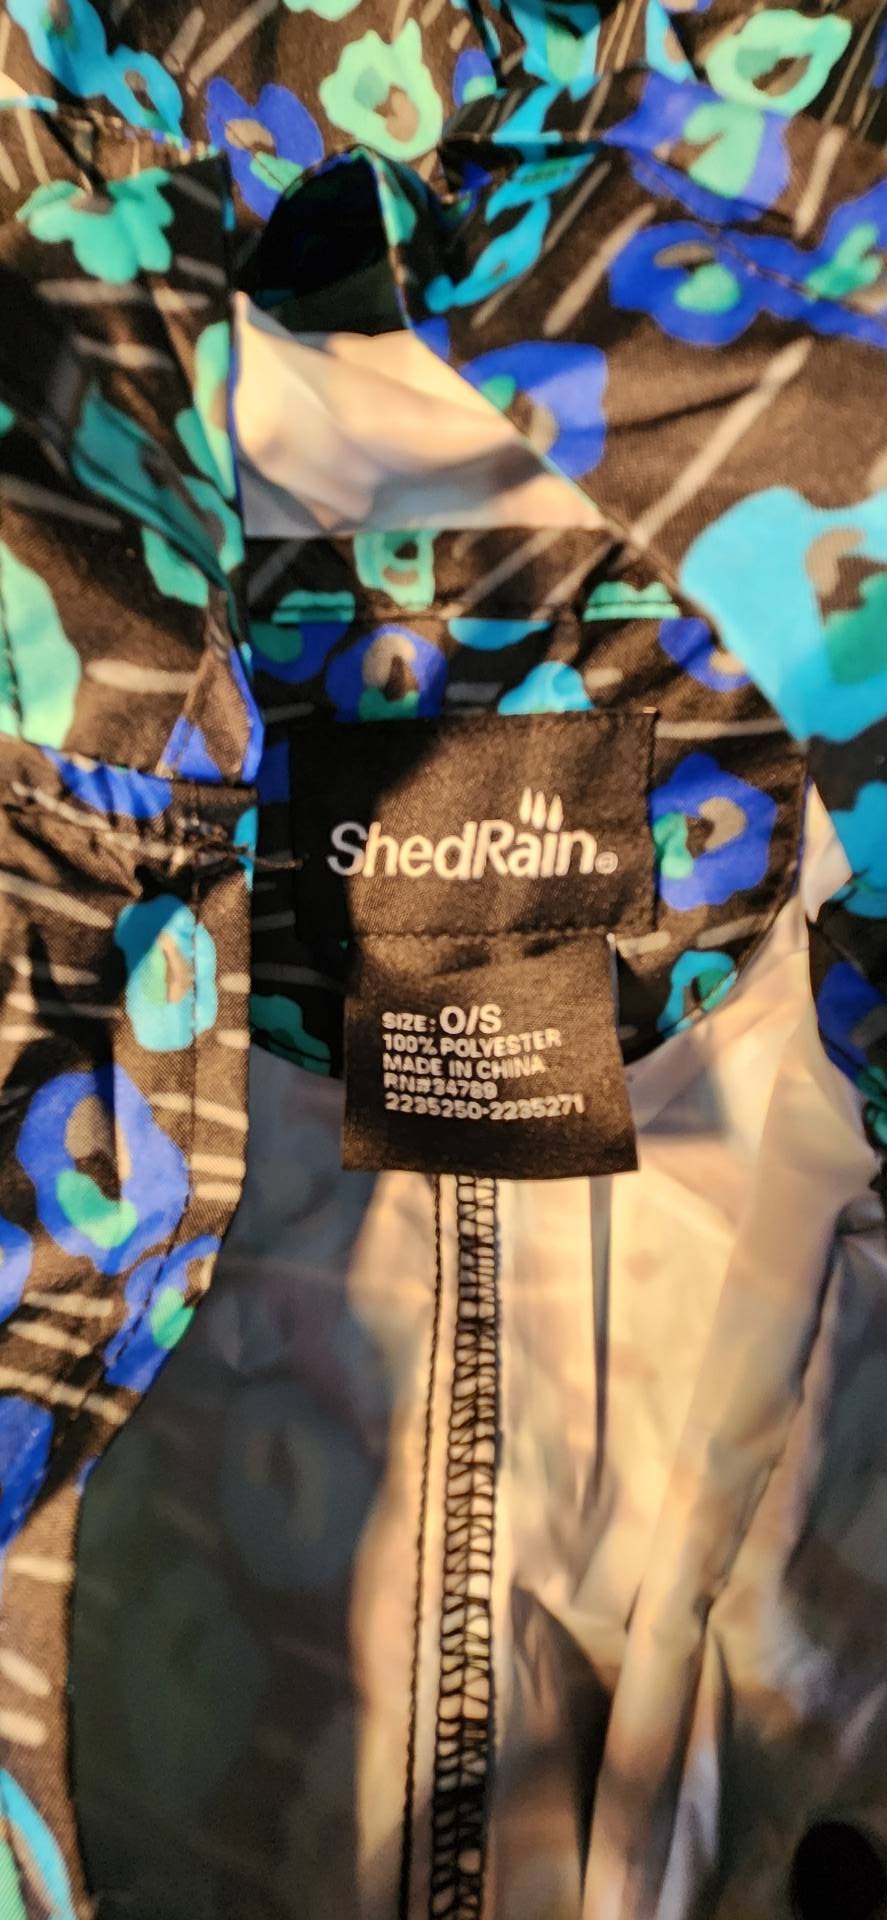 ShedRain®
SIZE: O/S
100% POLYESTER
MADE IN CHINA
RN#34789
2235250-2235271